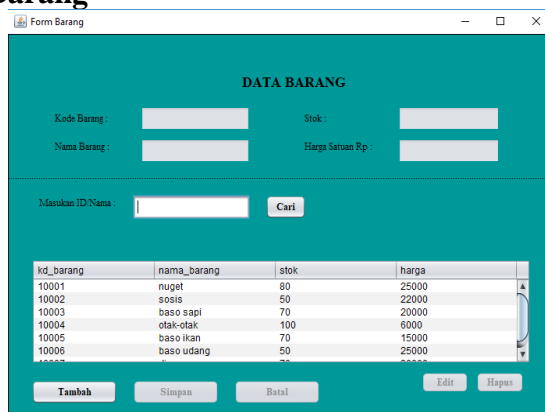 Form Barang
DATA BARANG
Kode Barang : Stok :
Nama Barang : Harga Satuan Rp :
Masukan ID/Nama : Cari
kd_barang nama_barang stok harga
10001 nuget 80 25000
10002 sosis 50 22000
10003 baso sapi 70 20000
10004 otak-otak 100 6000
10005 baso ikan 70 15000
10006 baso udang 50 25000
Edit Hapus
Tambah Simpan Batal